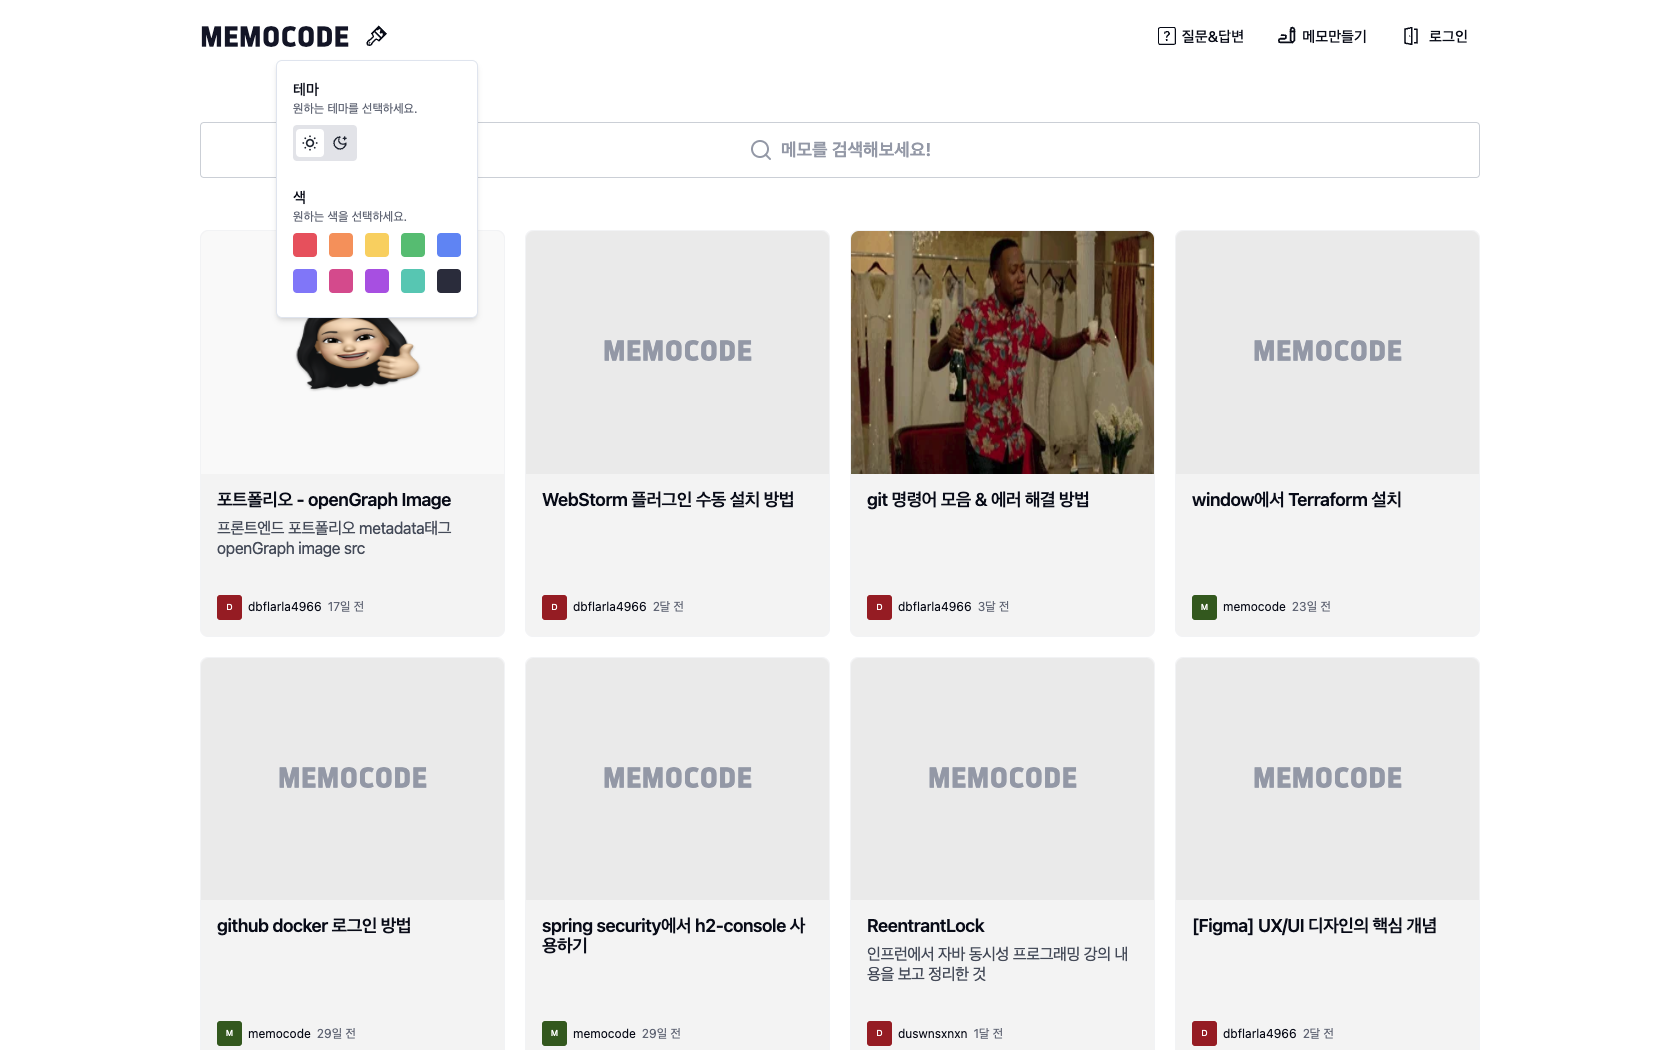 MEMOCODE
질문&답변
메모만들기
로그인
테마
원하는 테마를 선택하세요.
색
원하는 색을 선택하세요.
메모를 검색해보세요!
MEMOCODE
MEMOCODE
포트폴리오 - openGraph Image
프론트엔드 포트폴리오 metadata태그
openGraph image src
D dbflarla4966 17일 전
WebStorm 플러그인 수동 설치 방법
D dbflarla4966 2달 전
git 명령어 모음 & 에러 해결 방법
D dbflarla4966 3달 전
window에서 Terraform 설치
M memocode 23일 전
MEMOCODE
MEMOCODE
MEMOCODE
MEMOCODE
github docker 로그인 방법
M memocode 29일 전
spring security에서 h2-console 사
용하기
M memocode 29일 전
ReentrantLock
인프런에서 자바 동시성 프로그래밍 강의 내
용을 보고 정리한 것
D duswnsxnxn 1달 전
[Figma] UX/UI 디자인의 핵심 개념
D dbflarla4966 2달 전